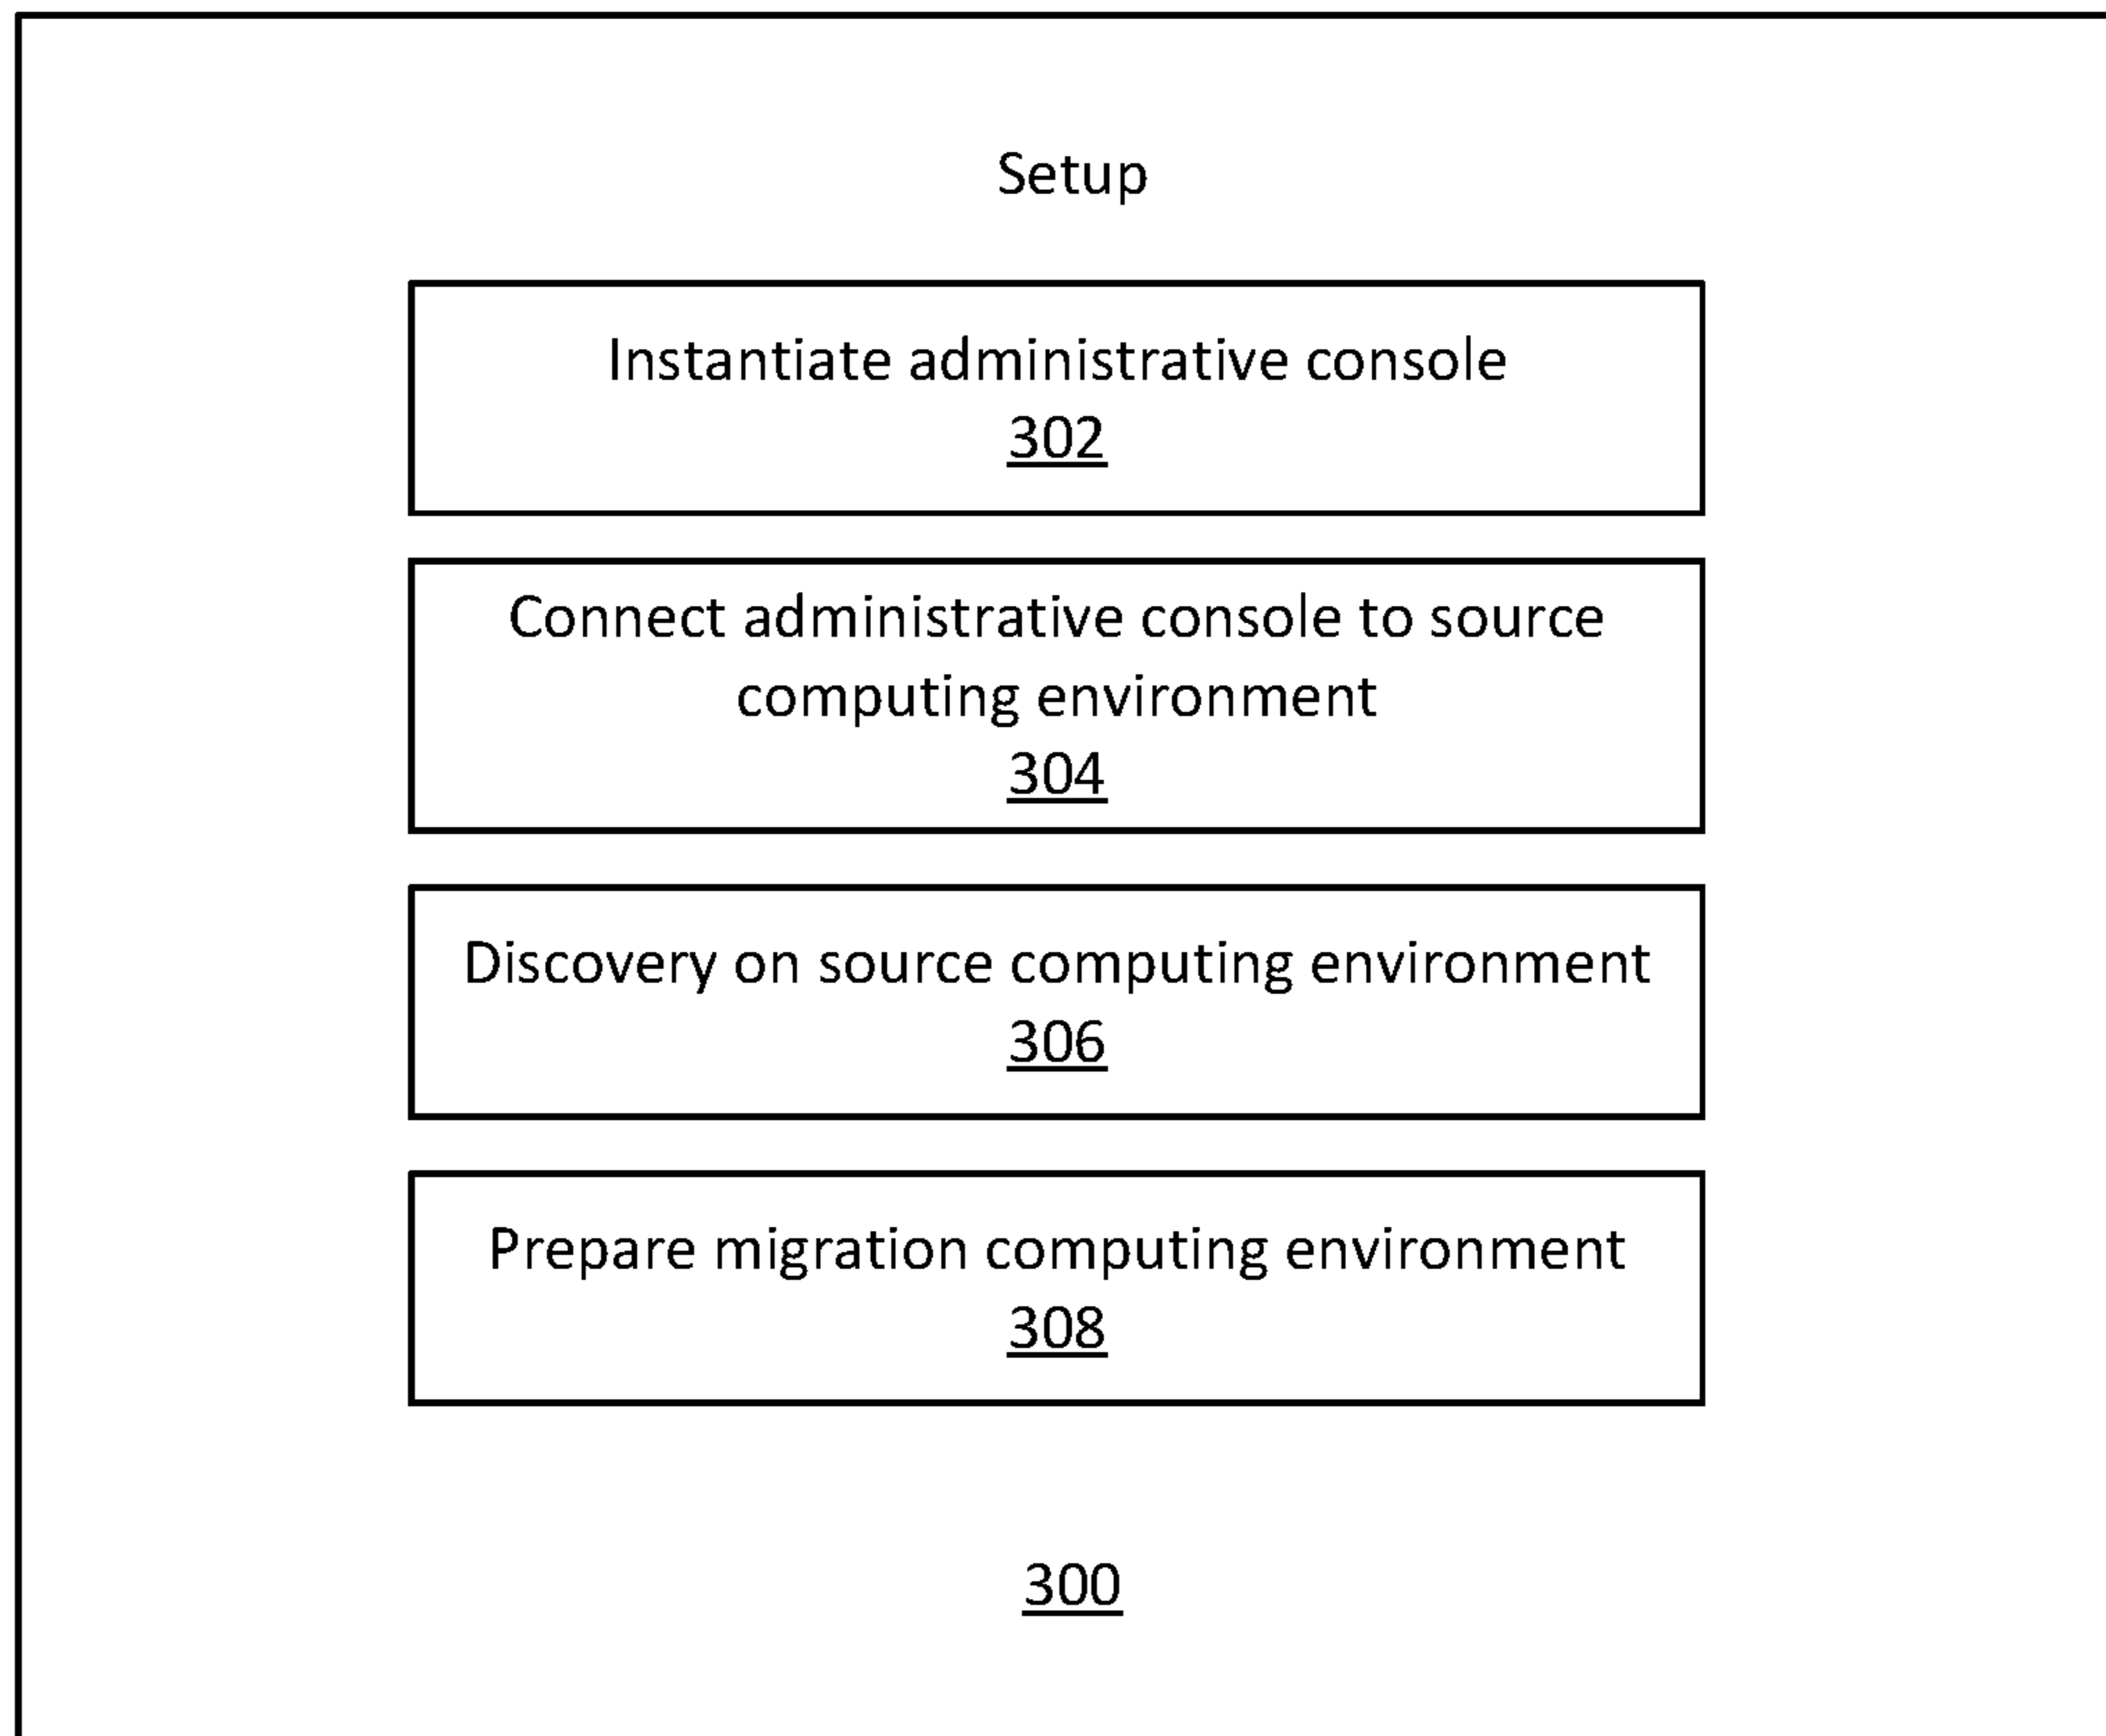 Setup
Instantiate administrative console
302
Connect administrative console to source
computing environment
304
Discovery on source computing environment
306
Prepare migration computing environment
308
300